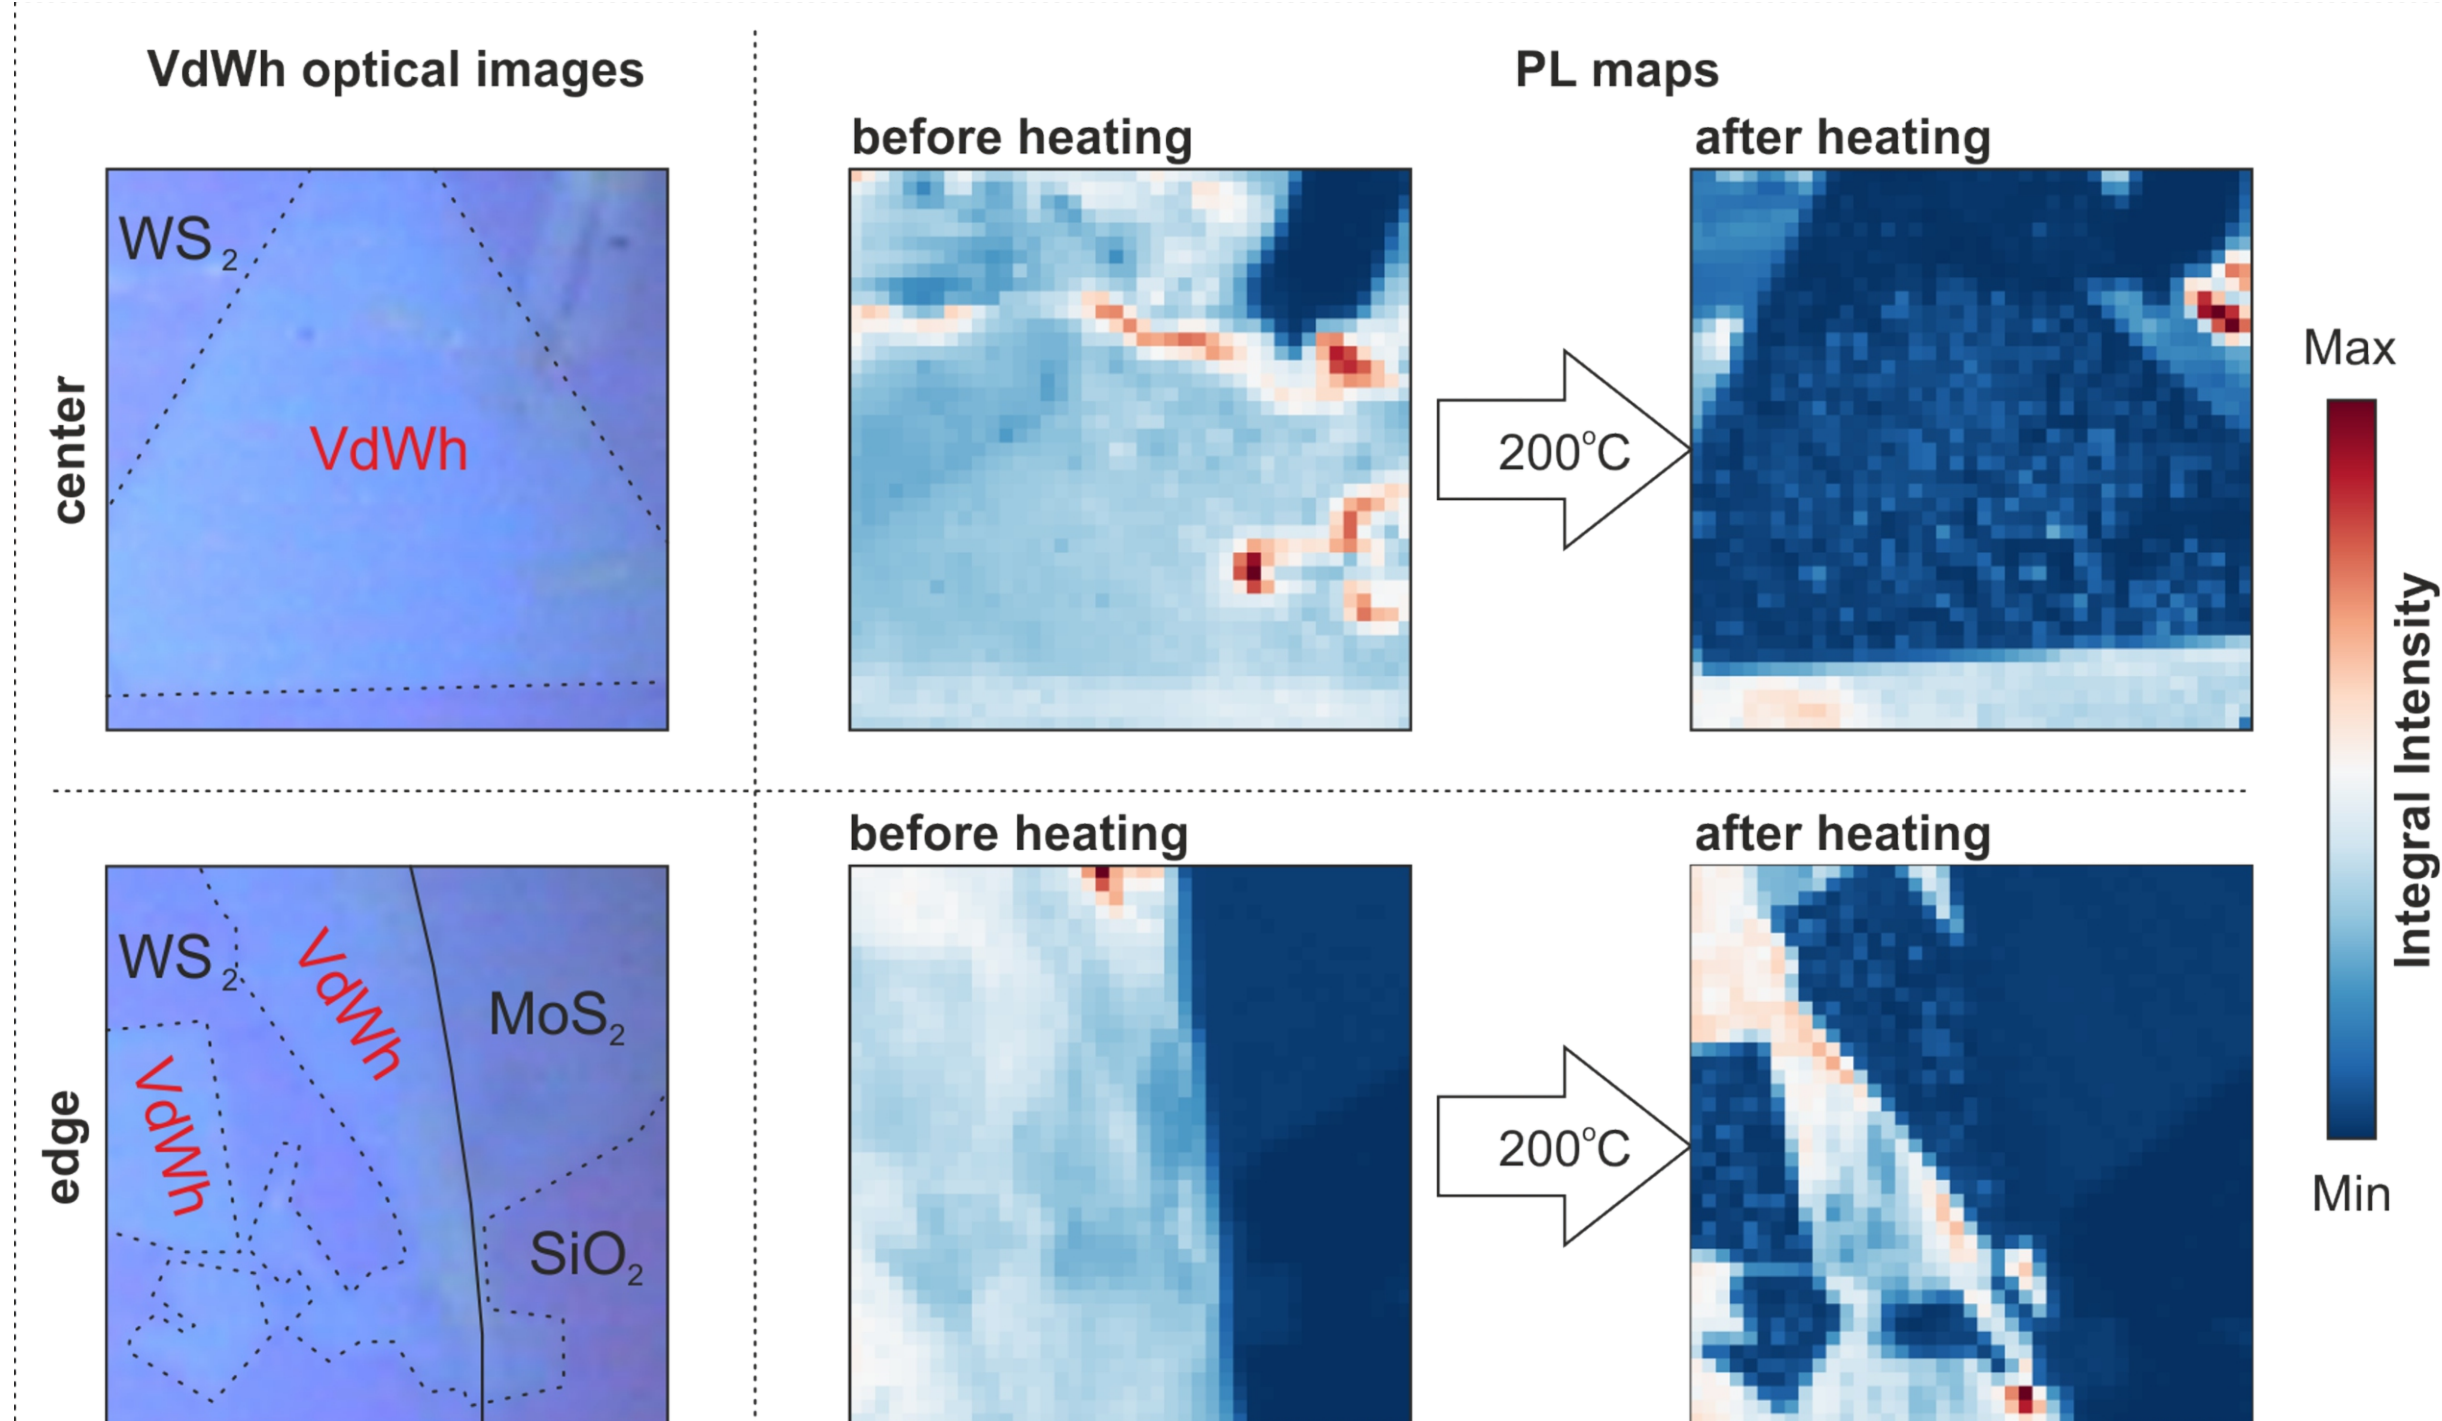 VdWh optical images
PL maps
before heating
after heating
center
WS2
VdWh
200°C
Max
Integral Intensity
Min
before heating
after heating
edge
WS2
VdWh
MoS2
VdWh
SiO2
200°C